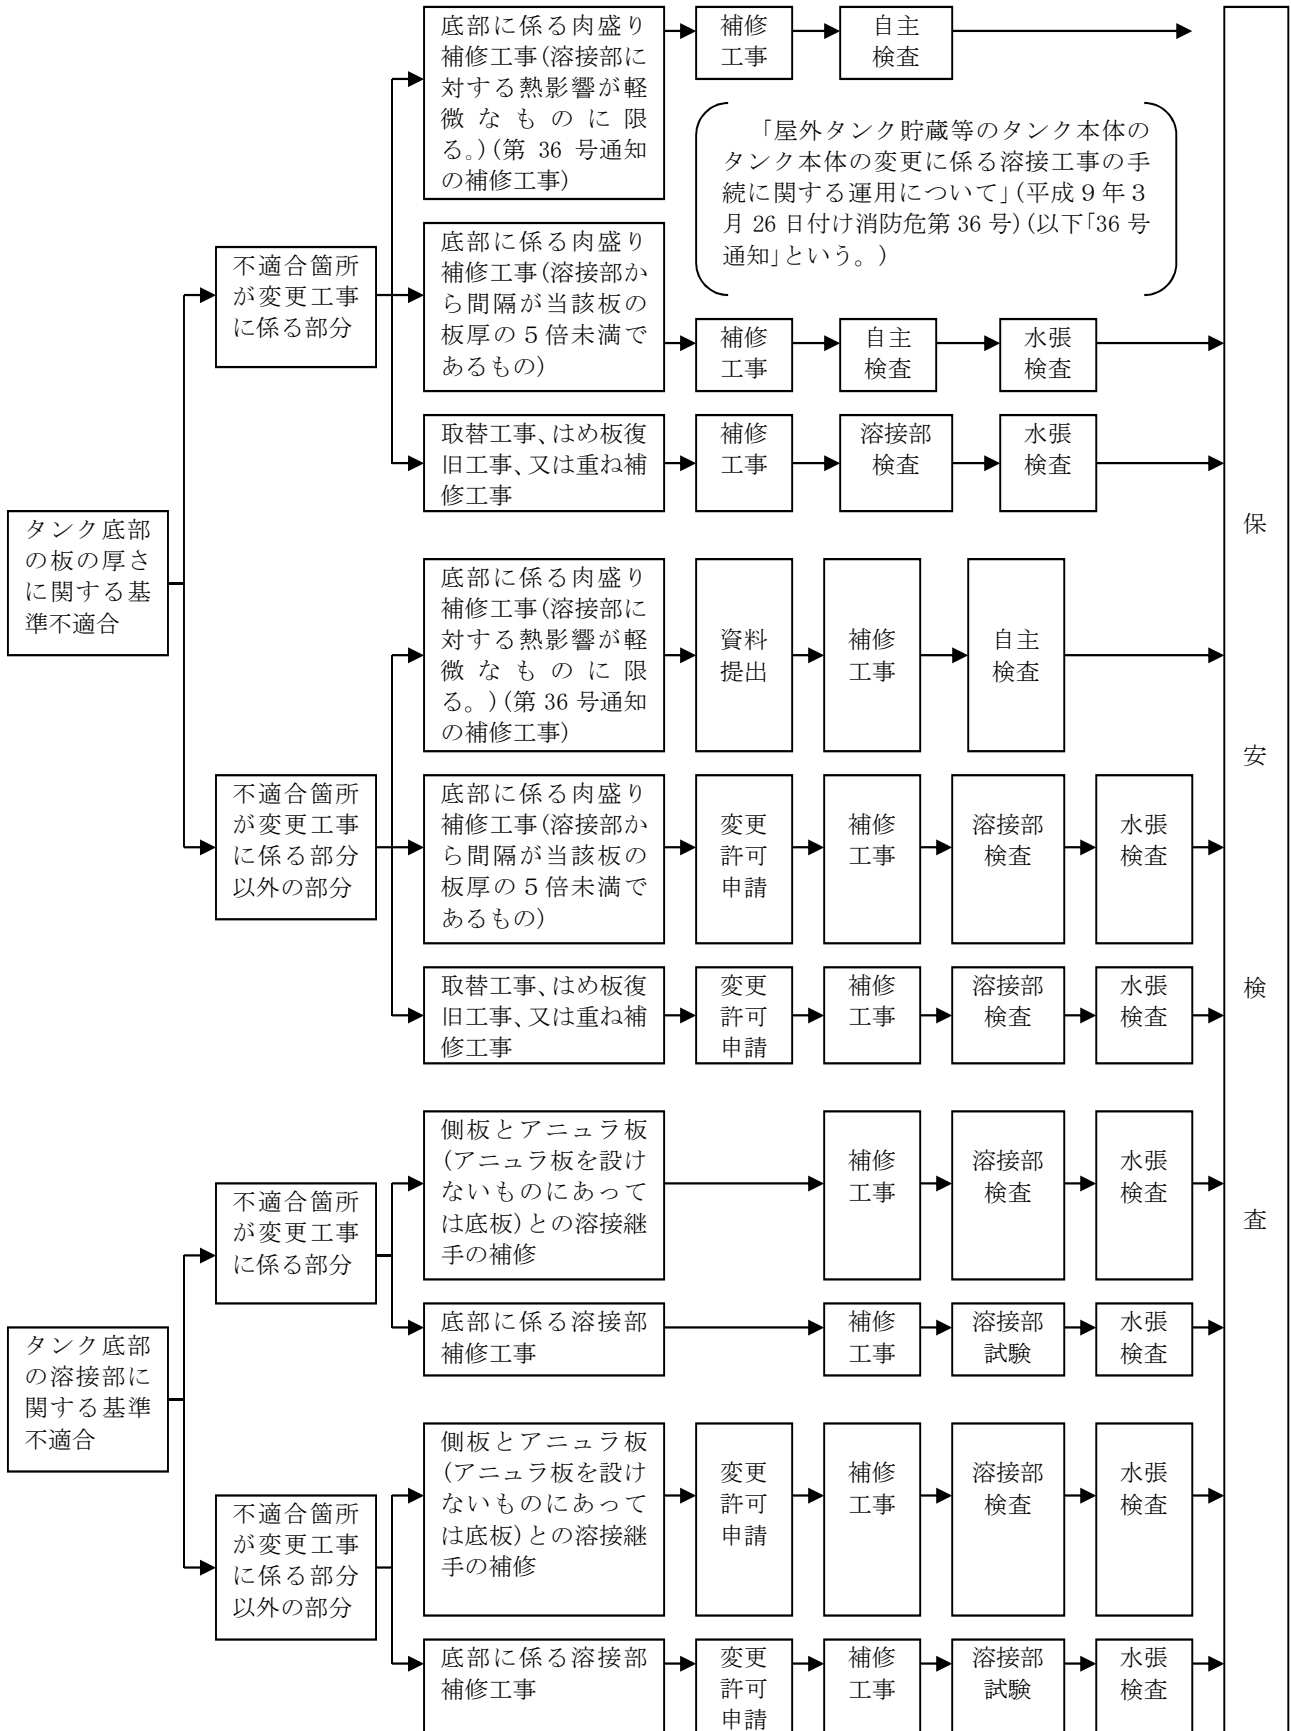 底部に係る肉盛り
補修工事(溶接部に
対する熱影響が軽
微なものに限
る。)(第 36 号通知
の補修工事)
補修
工事
自主
検査
「屋外タンク貯蔵等のタンク本体の
タンク本体の変更に係る溶接工事の手
続に関する運用について」(平成9年3
月 26 日付け消防危第 36 号)(以下「36 号
通知」という。)
不適合箇所
が変更工事
に係る部分
底部に係る肉盛り
補修工事(溶接部か
ら間隔が当該板の
板厚の5倍未満で
あるもの)
補修
工事
自主
検査
水張
検査
取替工事、はめ板復
旧工事、又は重ね補
修工事
補修
工事
溶接部
検査
水張
検査
タンク底部
の板の厚さ
に関する基
準不適合
底部に係る肉盛り
補修工事(溶接部に
対する熱影響が軽
微なものに限
る。)(第 36 号通知
の補修工事)
資料
提出
補修
工事
自主
検査
不適合箇所
が変更工事
に係る部分
以外の部分
底部に係る肉盛り
補修工事(溶接部か
ら間隔が当該板の
板厚の5倍未満で
あるもの)
変更
許可
申請
補修
工事
溶接部
検査
水張
検査
取替工事、はめ板復
旧工事、又は重ね補
修工事
変更
許可
申請
補修
工事
溶接部
検査
水張
検査
タンク底部
の溶接部に
関する基準
不適合
不適合箇所
が変更工事
に係る部分
側板とアニュラ板
(アニュラ板を設け
ないものにあって
は底板)との溶接継
手の補修
補修
工事
溶接部
検査
水張
検査
底部に係る溶接部
補修工事
補修
工事
溶接部
試験
水張
検査
不適合箇所
が変更工事
に係る部分
以外の部分
側板とアニュラ板
(アニュラ板を設け
ないものにあって
は底板)との溶接継
手の補修
変更
許可
申請
補修
工事
溶接部
検査
水張
検査
底部に係る溶接部
補修工事
変更
許可
申請
補修
工事
溶接部
試験
水張
検査
保
安
検
査